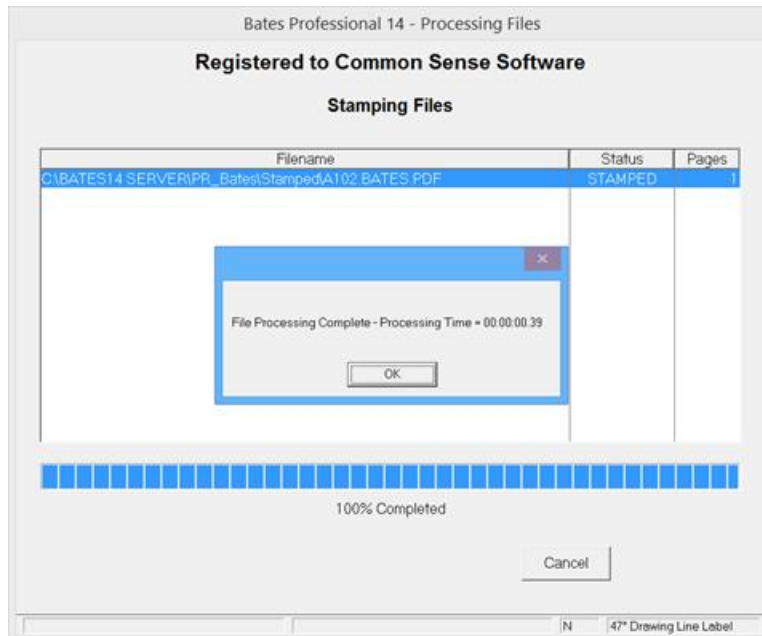 Bates Professional 14 - Processing Files
Registered to Common Sense Software
Stamping Files
Filename Status Pages
C:\BATES14 SERVER\PR_Bates\Stamped\A102.BATES.PDF STAMPED 1
File Processing Complete - Processing Time = 00:00:00.39
OK
100% Completed
Cancel
N 47° Drawing Line Label